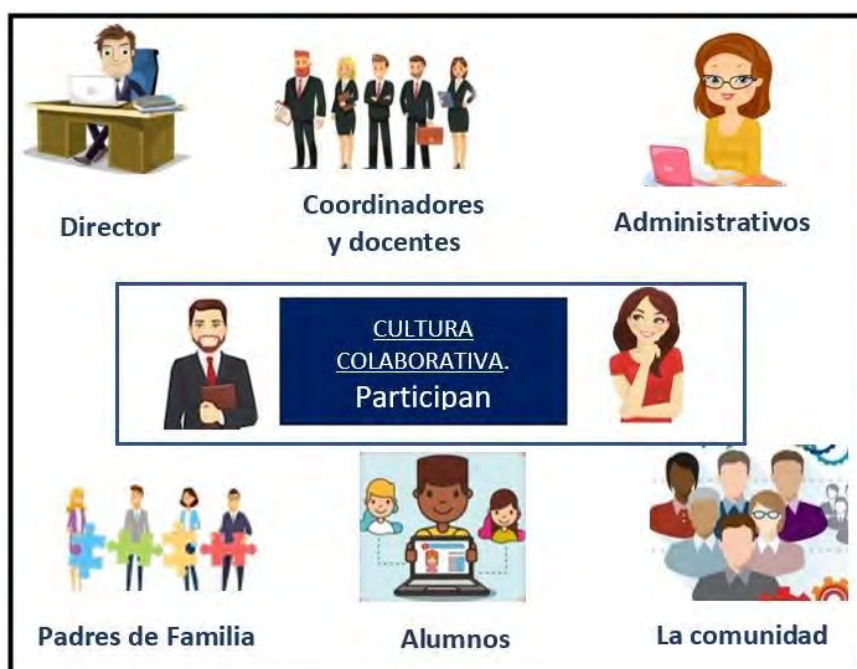 Director
Coordinadores
y docentes
Administrativos
CULTURA
COLABORATIVA.
Participan
Padres de Familia
Alumnos
La comunidad